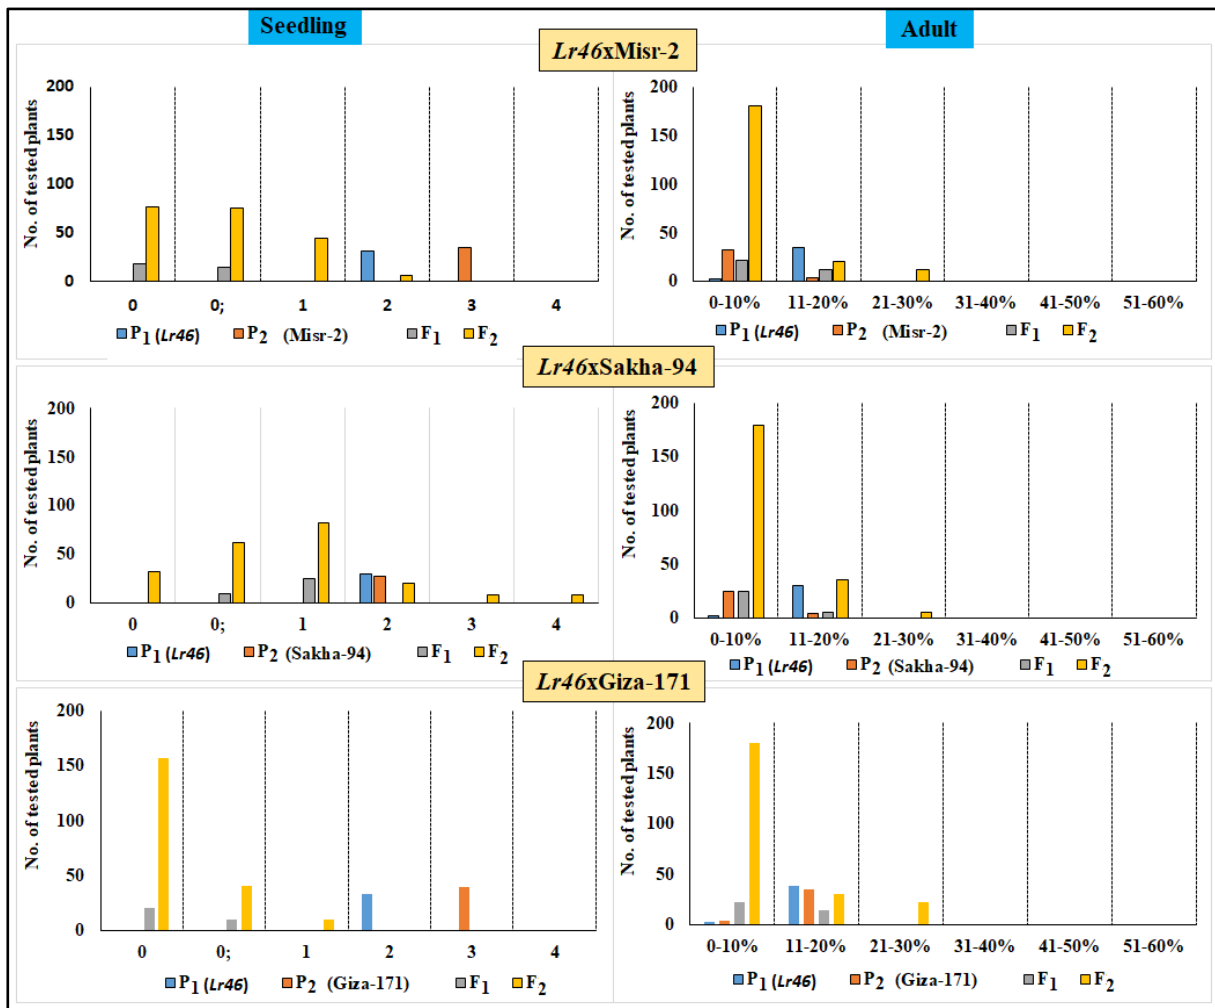 Seedling
Adult
Lr46xMisr-2
No. of tested plants
200
150
100
50
0
0 0; 1 2 3 4
P1 (Lr46) P2 (Misr-2) F1 F2
No. of tested plants
200
150
100
50
0
0-10% 11-20% 21-30% 31-40% 41-50% 51-60%
P1 (Lr46) P2 (Misr-2) F1 F2
Lr46xSakha-94
No. of tested plants
200
150
100
50
0
0 0; 1 2 3 4
P1 (Lr46) P2 (Sakha-94) F1 F2
No. of tested plants
200
150
100
50
0
0-10% 11-20% 21-30% 31-40% 41-50% 51-60%
P1 (Lr46) P2 (Sakha-94) F1 F2
Lr46xGiza-171
No. of tested plants
200
150
100
50
0
0 0; 1 2 3 4
P1 (Lr46) P2 (Giza-171) F1 F2
No. of tested plants
200
150
100
50
0
0-10% 11-20% 21-30% 31-40% 41-50% 51-60%
P1 (Lr46) P2 (Giza-171) F1 F2